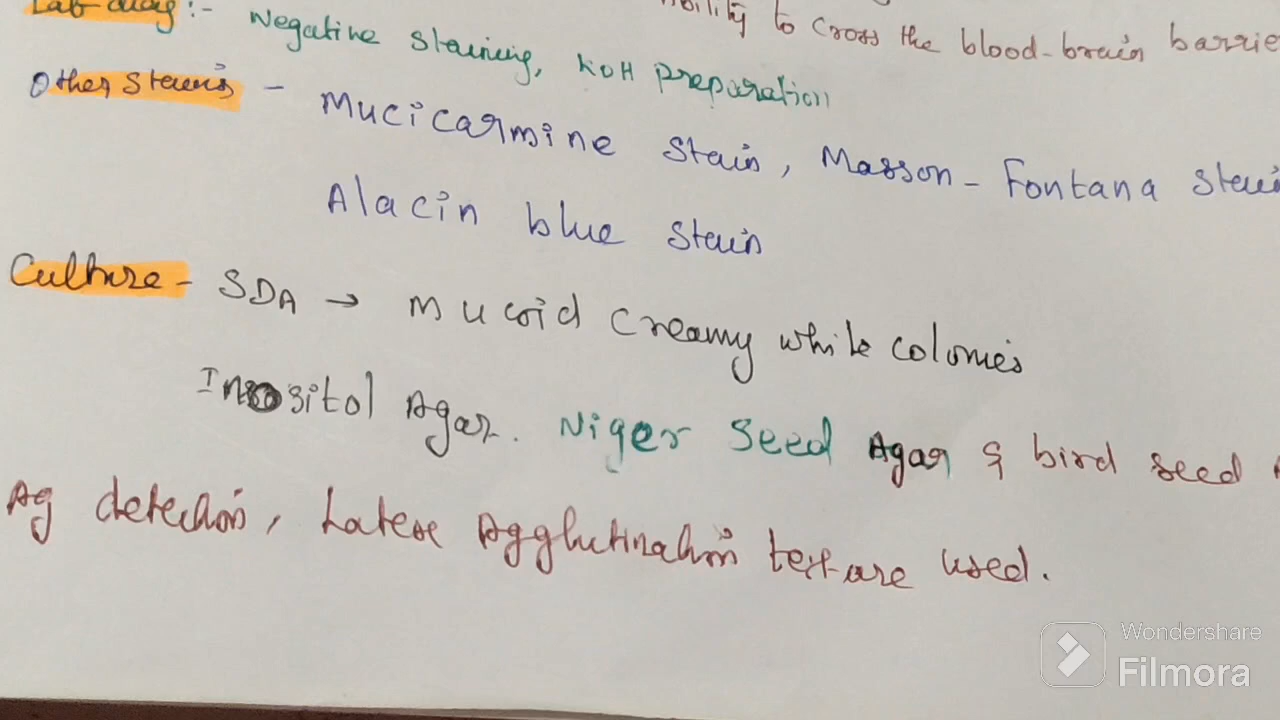 ability to cross the blood-brain barrie
Lab diag:- Negative staining, KOH preparation
Other stains - Mucicarmine stain, Masson-Fontana stain
Alacin blue stain
Culture - SDA → Mucoid creamy white colonies
Inositol Agar. Niger seed Agar & bird seed A
Ag detection, Latex Agglutination test are used.
Wondershare
Filmora